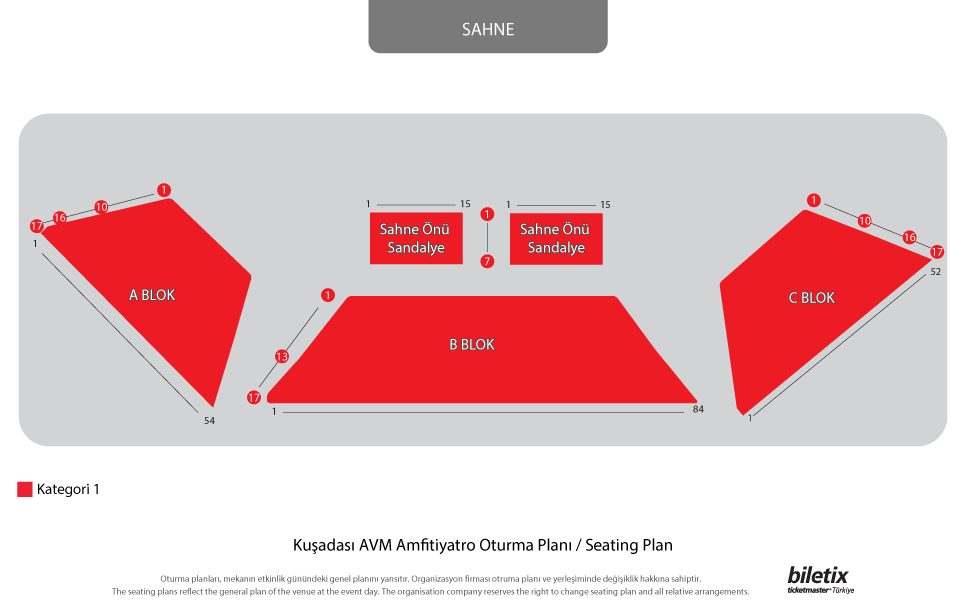 SAHNE
1
10
16
17
1
A BLOK
54
1 15
Sahne Önü
Sandalye
1
7
1 15
Sahne Önü
Sandalye
1
13
17
B BLOK
1 84
1
10
16
17
52
C BLOK
1
Kategori 1
Kuşadası AVM Amfitiyatro Oturma Planı / Seating Plan
Oturma planları, mekanın etkinlik günündeki genel planını yansıtır. Organizasyon firması otruma planı ve yerleşiminde değişiklik hakkına sahiptir.
The seating plans reflect the general plan of the venue at the event day. The organisation company reserves the right to change seating plan and all relative arrangements.
biletix
ticketmaster Türkiye